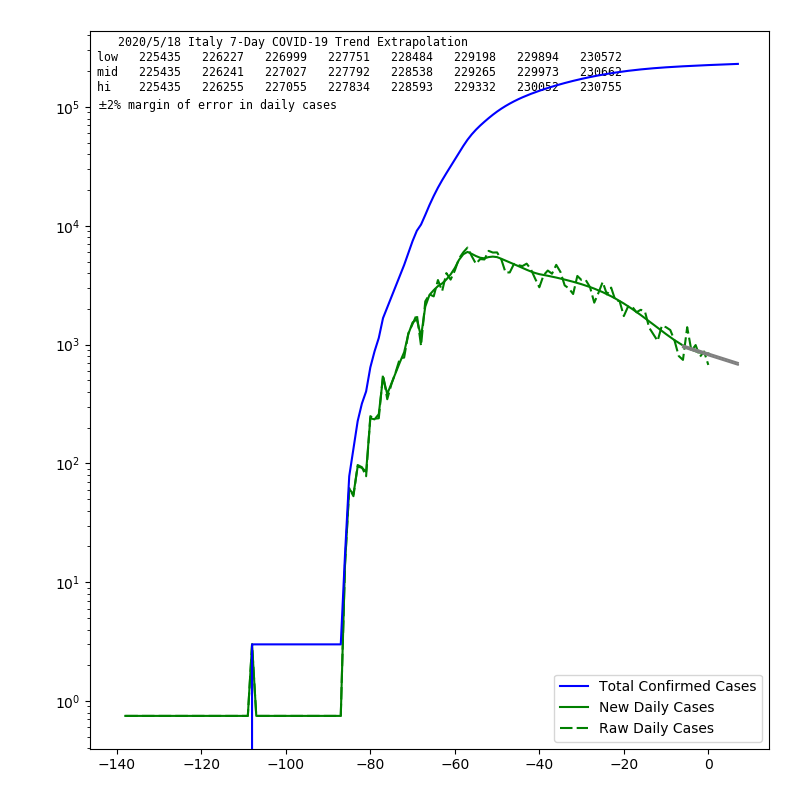 2020/5/18 Italy 7-Day COVID-19 Trend Extrapolation
low 225435 226227 226999 227751 228484 229198 229894 230572
mid 225435 226241 227027 227792 228538 229265 229973 230662
hi 225435 226255 227055 227834 228593 229332 230052 230755
±2% margin of error in daily cases
10^5
10^4
10^3
10^2
10^1
10^0
−140 −120 −100 −80 −60 −40 −20 0
Total Confirmed Cases
New Daily Cases
Raw Daily Cases